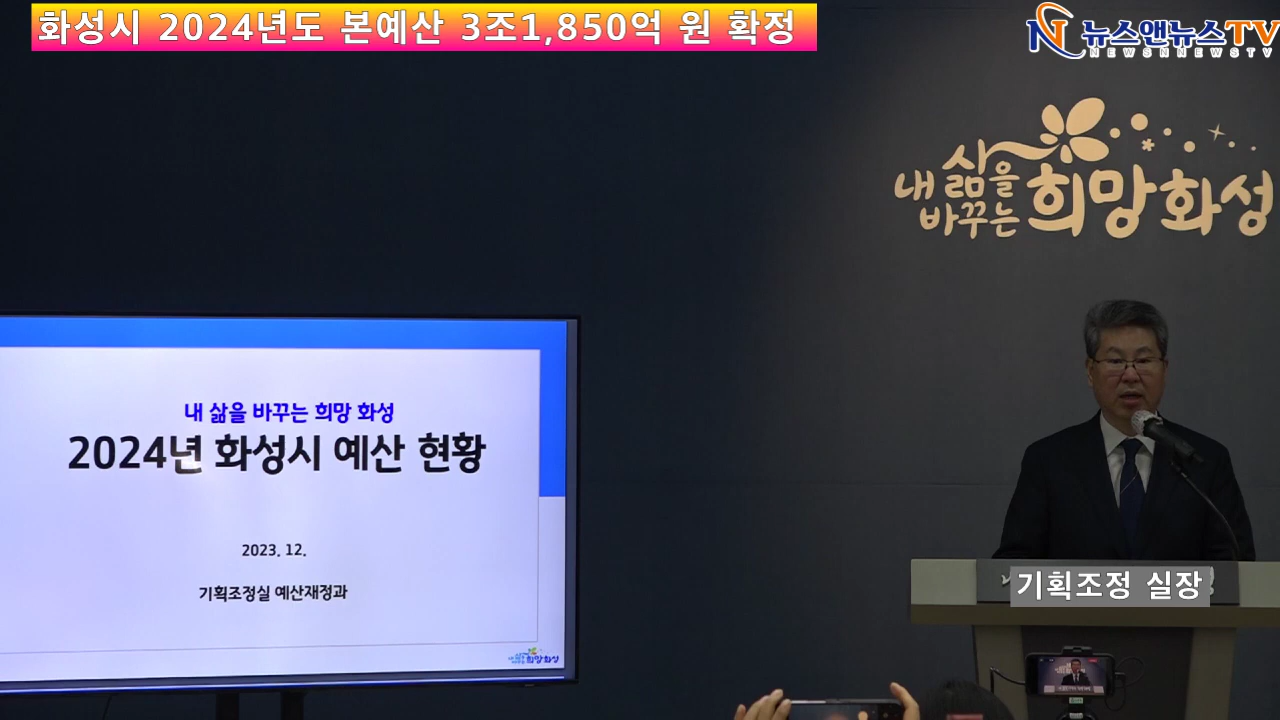 화성시 2024년도 본예산 3조1,850억 원 확정
뉴스앤뉴스TV
NEWSNNEWSTV
내 삶을
바꾸는
희망화성
내 삶을 바꾸는 희망 화성
2024년 화성시 예산 현황
2023. 12.
기획조정실 예산재정과
희망화성
기획조정 실장